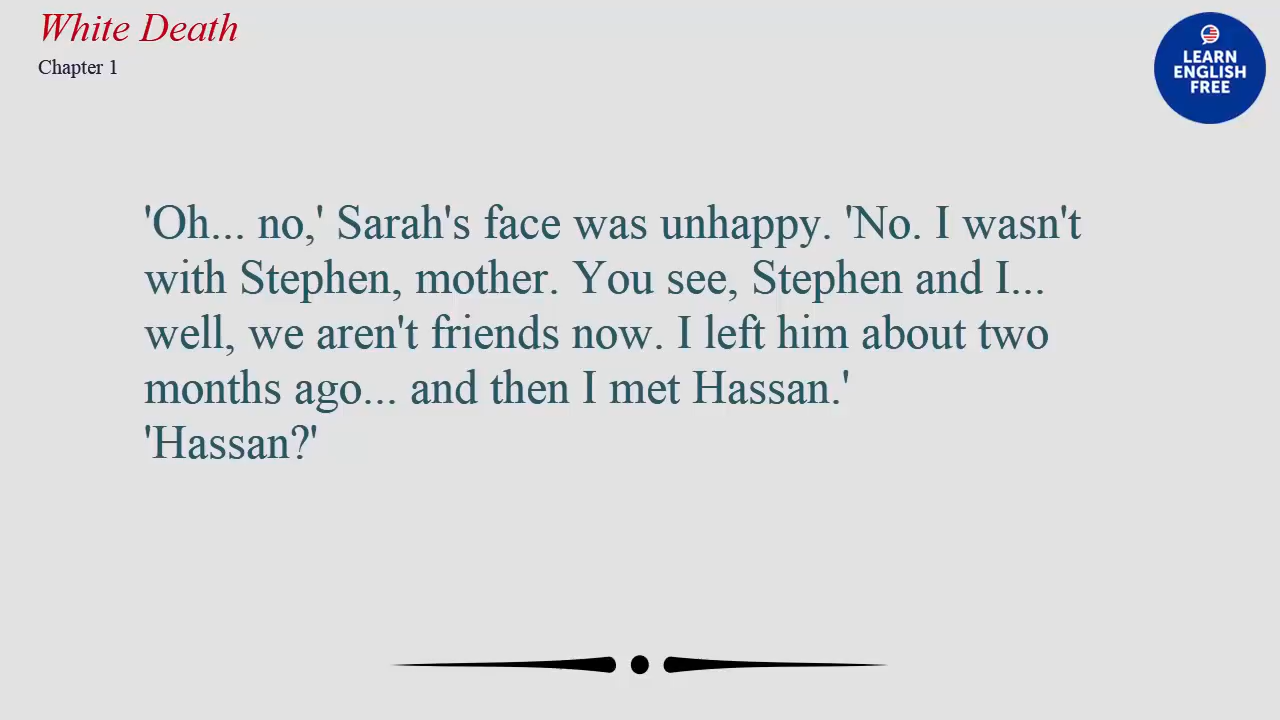 White Death
Chapter 1
LEARN
ENGLISH
FREE
'Oh... no,' Sarah's face was unhappy. 'No. I wasn't
with Stephen, mother. You see, Stephen and I...
well, we aren't friends now. I left him about two
months ago... and then I met Hassan.'
'Hassan?'